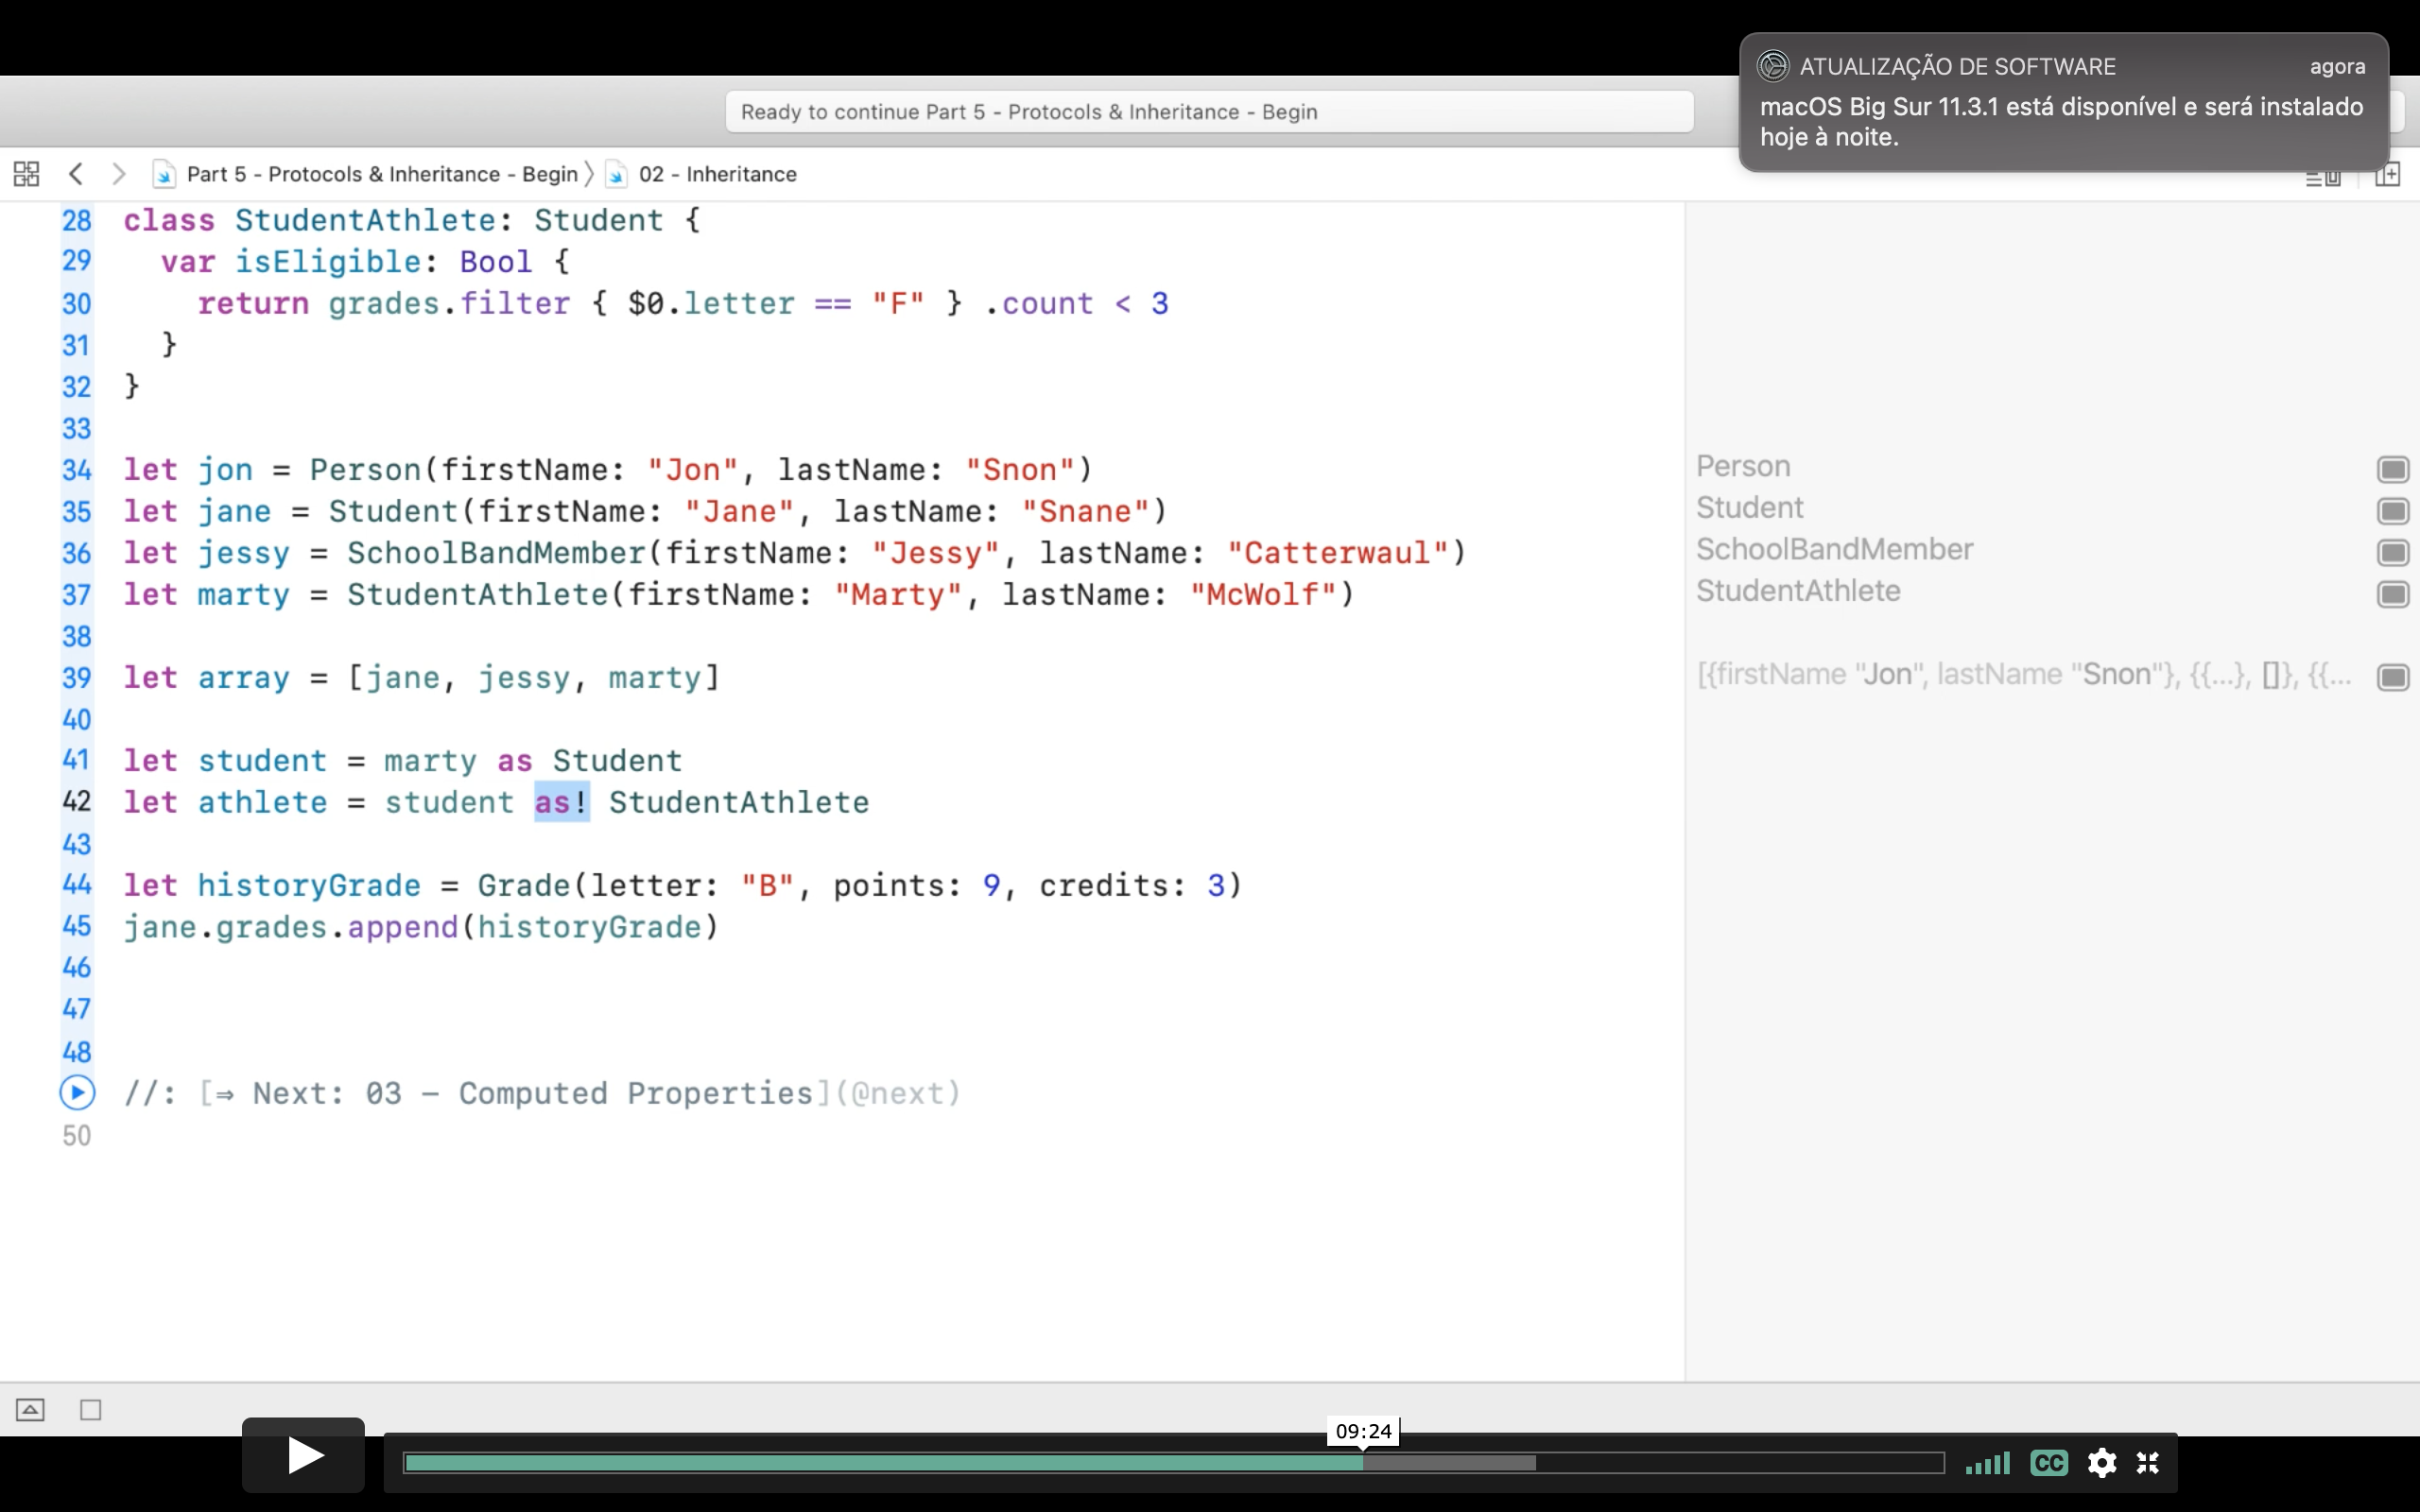 ATUALIZAÇÃO DE SOFTWARE agora
macOS Big Sur 11.3.1 está disponível e será instalado
hoje à noite.
Ready to continue Part 5 - Protocols & Inheritance - Begin
Part 5 - Protocols & Inheritance - Begin 〉 02 - Inheritance
28 class StudentAthlete: Student {
29   var isEligible: Bool {
30     return grades.filter { $0.letter == "F" } .count < 3
31   }
32 }
33
34 let jon = Person(firstName: "Jon", lastName: "Snon") Person
35 let jane = Student(firstName: "Jane", lastName: "Snane") Student
36 let jessy = SchoolBandMember(firstName: "Jessy", lastName: "Catterwaul") SchoolBandMember
37 let marty = StudentAthlete(firstName: "Marty", lastName: "McWolf") StudentAthlete
38
39 let array = [jane, jessy, marty] [{firstName "Jon", lastName "Snon"}, {{...}, []}, {{...
40
41 let student = marty as Student
42 let athlete = student as! StudentAthlete
43
44 let historyGrade = Grade(letter: "B", points: 9, credits: 3)
45 jane.grades.append(historyGrade)
46
47
48
//: [⇒ Next: 03 – Computed Properties](@next)
50
09:24
CC